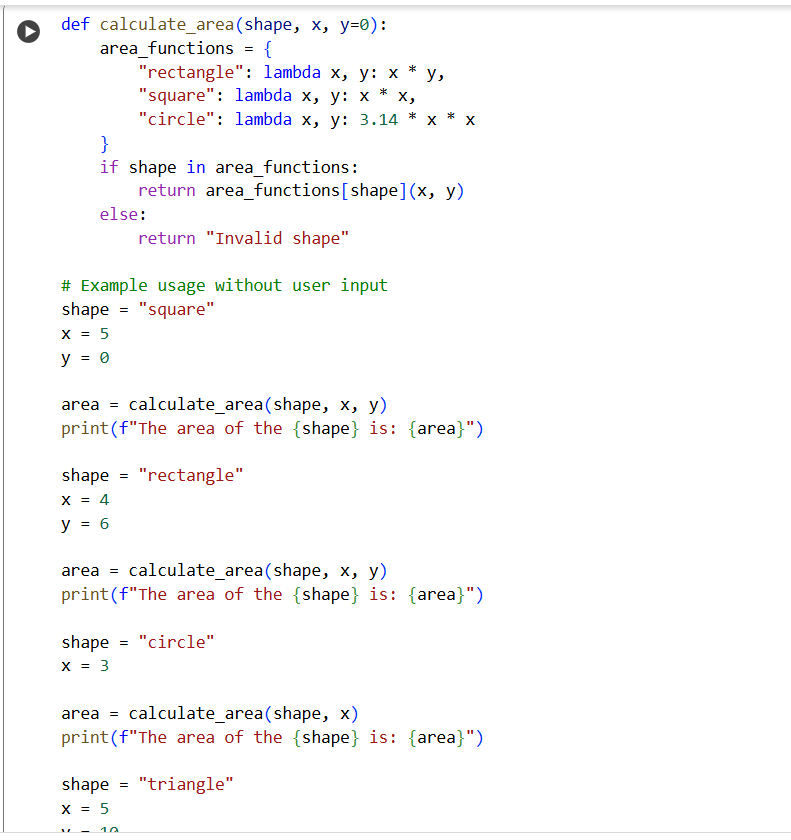 def calculate_area(shape, x, y=0):
    area_functions = {
        "rectangle": lambda x, y: x * y,
        "square": lambda x, y: x * x,
        "circle": lambda x, y: 3.14 * x * x
    }
    if shape in area_functions:
        return area_functions[shape](x, y)
    else:
        return "Invalid shape"

# Example usage without user input
shape = "square"
x = 5
y = 0

area = calculate_area(shape, x, y)
print(f"The area of the {shape} is: {area}")

shape = "rectangle"
x = 4
y = 6

area = calculate_area(shape, x, y)
print(f"The area of the {shape} is: {area}")

shape = "circle"
x = 3

area = calculate_area(shape, x)
print(f"The area of the {shape} is: {area}")

shape = "triangle"
x = 5
y = 10